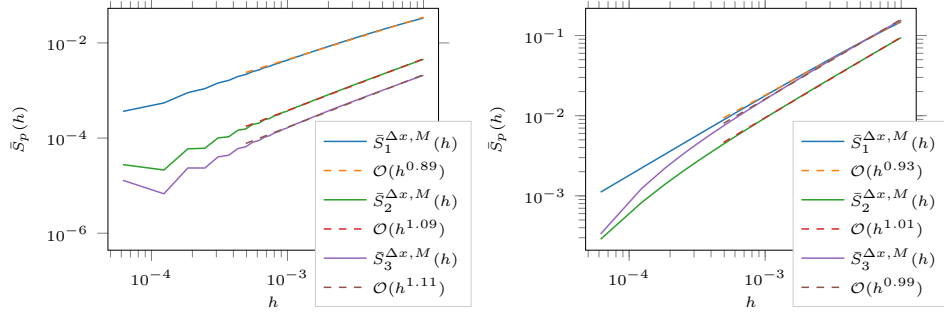 10^{-2}
10^{-4}
10^{-6}
\bar{S}_p(h)
10^{-4}
10^{-3}
h
\bar{S}_1^{\Delta x,M}(h)
\mathcal{O}(h^{0.89})
\bar{S}_2^{\Delta x,M}(h)
\mathcal{O}(h^{1.09})
\bar{S}_3^{\Delta x,M}(h)
\mathcal{O}(h^{1.11})
10^{-1}
10^{-2}
10^{-3}
\bar{S}_p(h)
10^{-4}
10^{-3}
h
\bar{S}_1^{\Delta x,M}(h)
\mathcal{O}(h^{0.93})
\bar{S}_2^{\Delta x,M}(h)
\mathcal{O}(h^{1.01})
\bar{S}_3^{\Delta x,M}(h)
\mathcal{O}(h^{0.99})